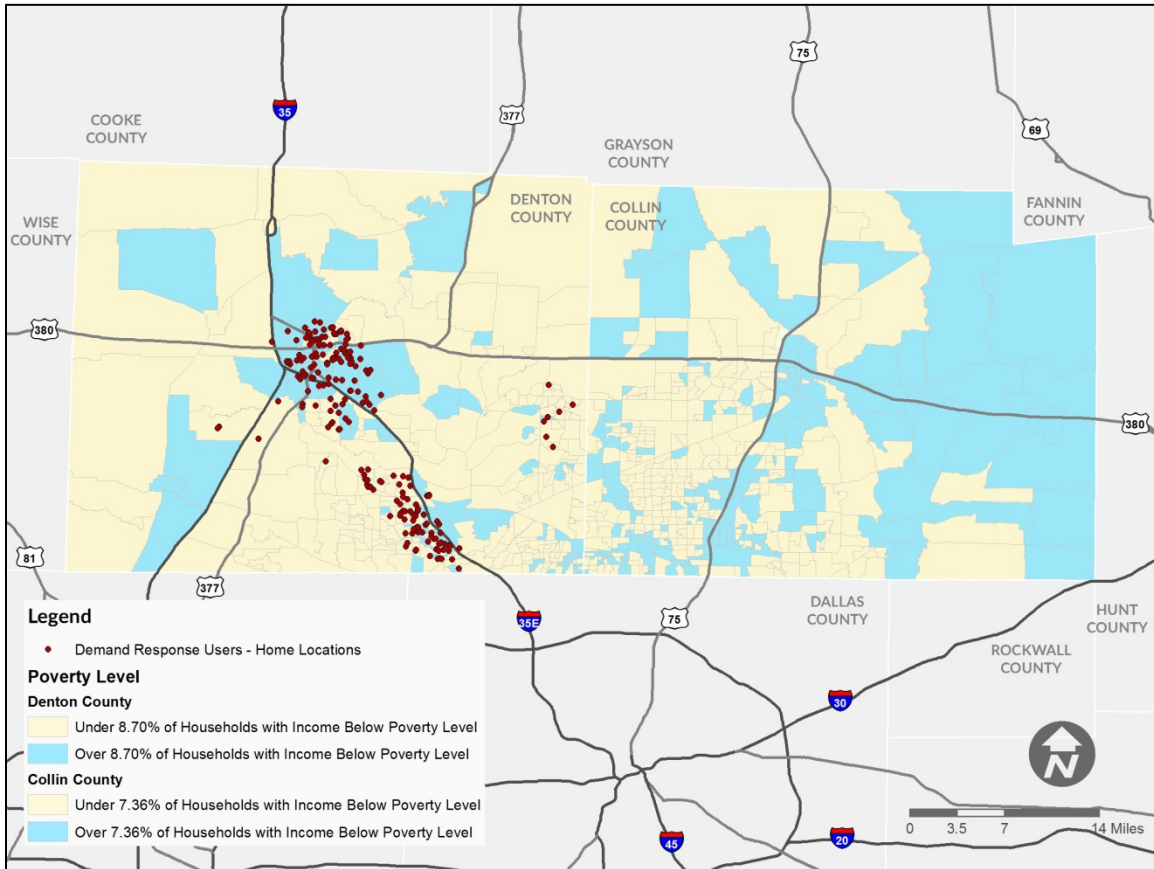 75
35
377
COOKE
COUNTY
69
GRAYSON
COUNTY
DENTON
COUNTY
COLLIN
COUNTY
FANNIN
COUNTY
WISE
COUNTY
380
380
81
377
35E
75
DALLAS
COUNTY
HUNT
COUNTY
ROCKWALL
COUNTY
30
45
20
Legend
Demand Response Users - Home Locations
Poverty Level
Denton County
Under 8.70% of Households with Income Below Poverty Level
Over 8.70% of Households with Income Below Poverty Level
Collin County
Under 7.36% of Households with Income Below Poverty Level
Over 7.36% of Households with Income Below Poverty Level
N
0 3.5 7 14 Miles